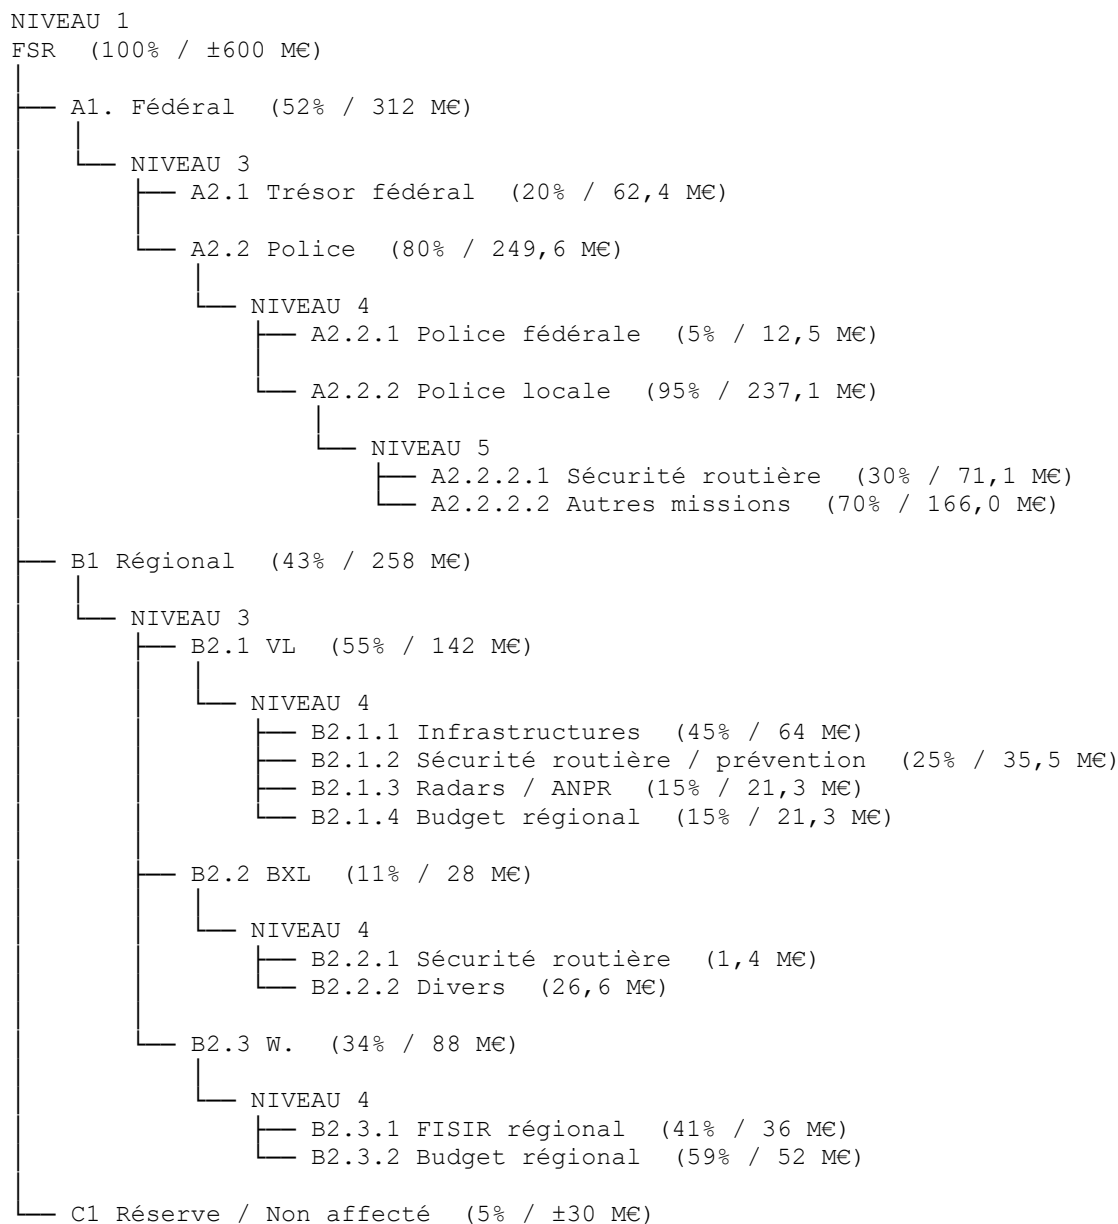 NIVEAU 1
FSR (100% / ±600 M€)
A1. Fédéral (52% / 312 M€)
NIVEAU 3
A2.1 Trésor fédéral (20% / 62,4 M€)
A2.2 Police (80% / 249,6 M€)
NIVEAU 4
A2.2.1 Police fédérale (5% / 12,5 M€)
A2.2.2 Police locale (95% / 237,1 M€)
NIVEAU 5
A2.2.2.1 Sécurité routière (30% / 71,1 M€)
A2.2.2.2 Autres missions (70% / 166,0 M€)
B1 Régional (43% / 258 M€)
NIVEAU 3
B2.1 VL (55% / 142 M€)
NIVEAU 4
B2.1.1 Infrastructures (45% / 64 M€)
B2.1.2 Sécurité routière / prévention (25% / 35,5 M€)
B2.1.3 Radars / ANPR (15% / 21,3 M€)
B2.1.4 Budget régional (15% / 21,3 M€)
B2.2 BXL (11% / 28 M€)
NIVEAU 4
B2.2.1 Sécurité routière (1,4 M€)
B2.2.2 Divers (26,6 M€)
B2.3 W. (34% / 88 M€)
NIVEAU 4
B2.3.1 FISIR régional (41% / 36 M€)
B2.3.2 Budget régional (59% / 52 M€)
C1 Réserve / Non affecté (5% / ±30 M€)